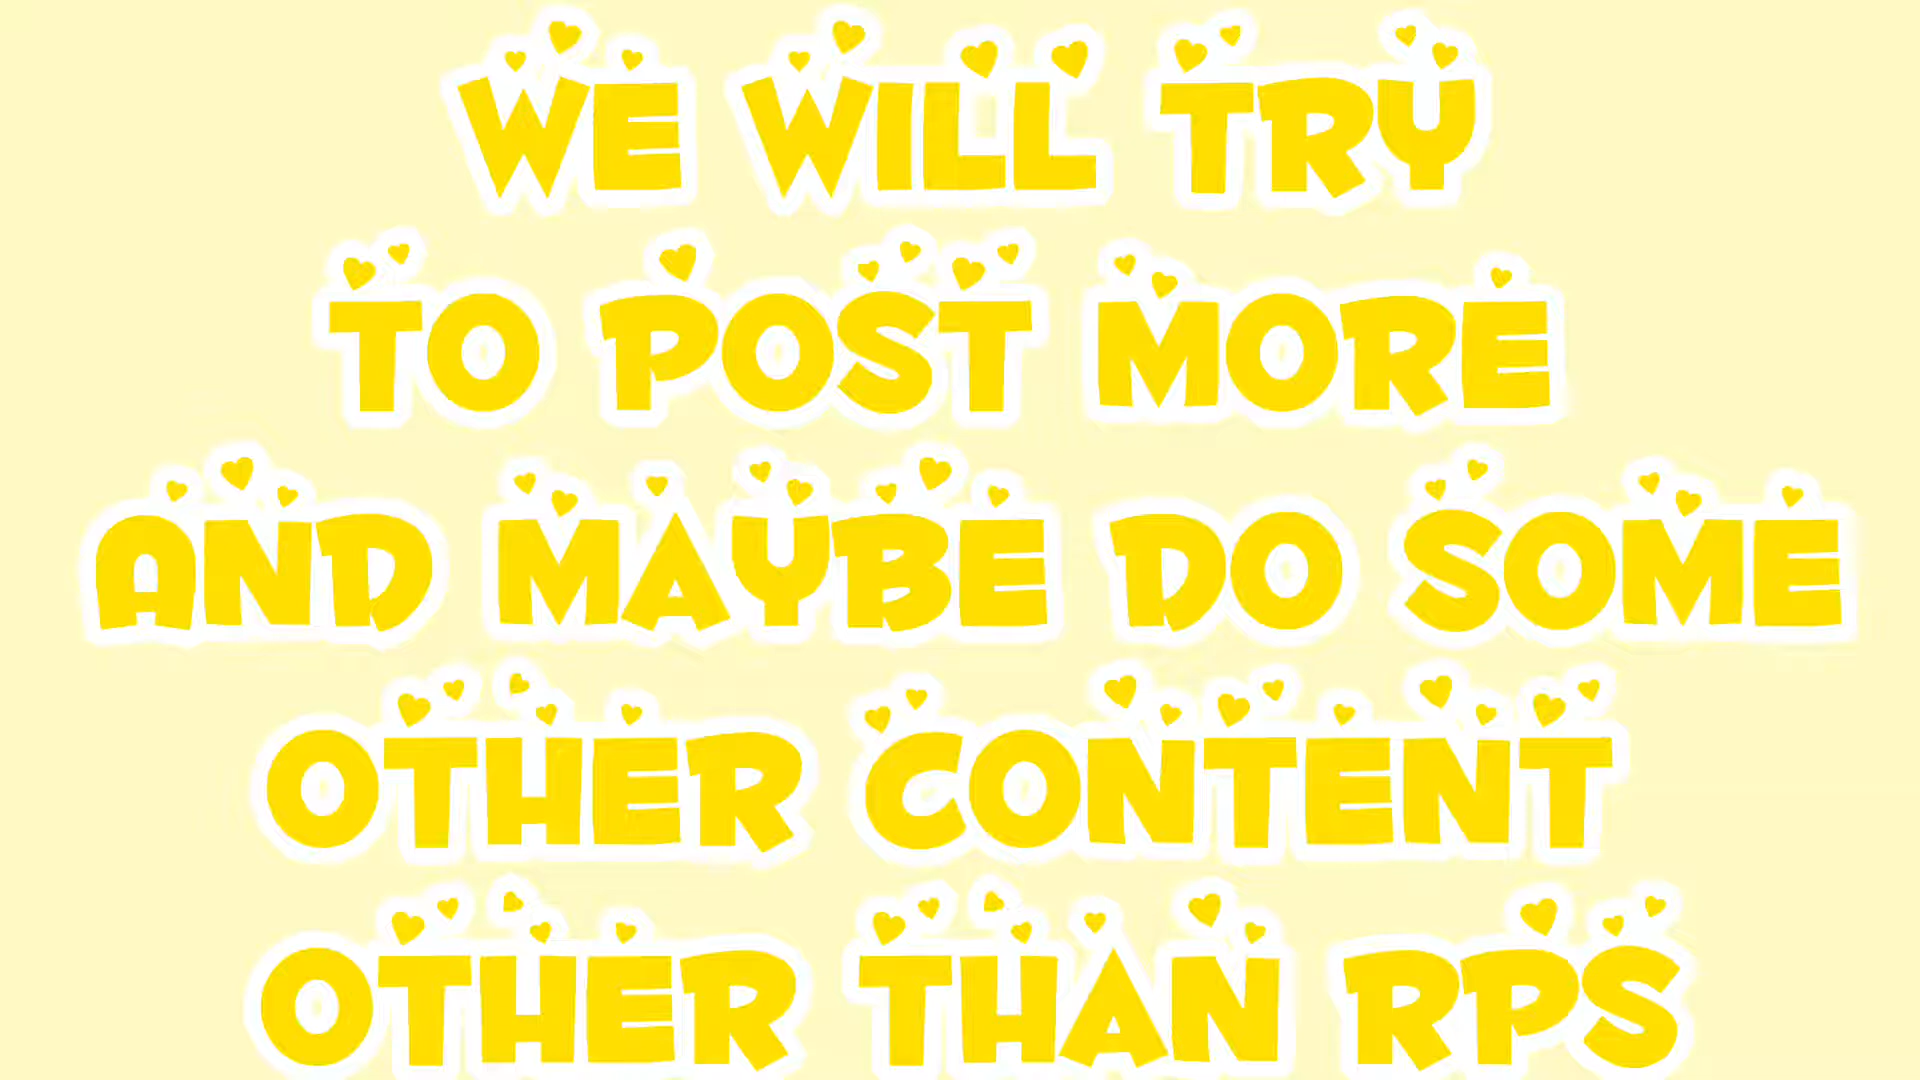 WE WILL TRY
TO POST MORE
AND MAYBE DO SOME
OTHER CONTENT
OTHER THAN RPS